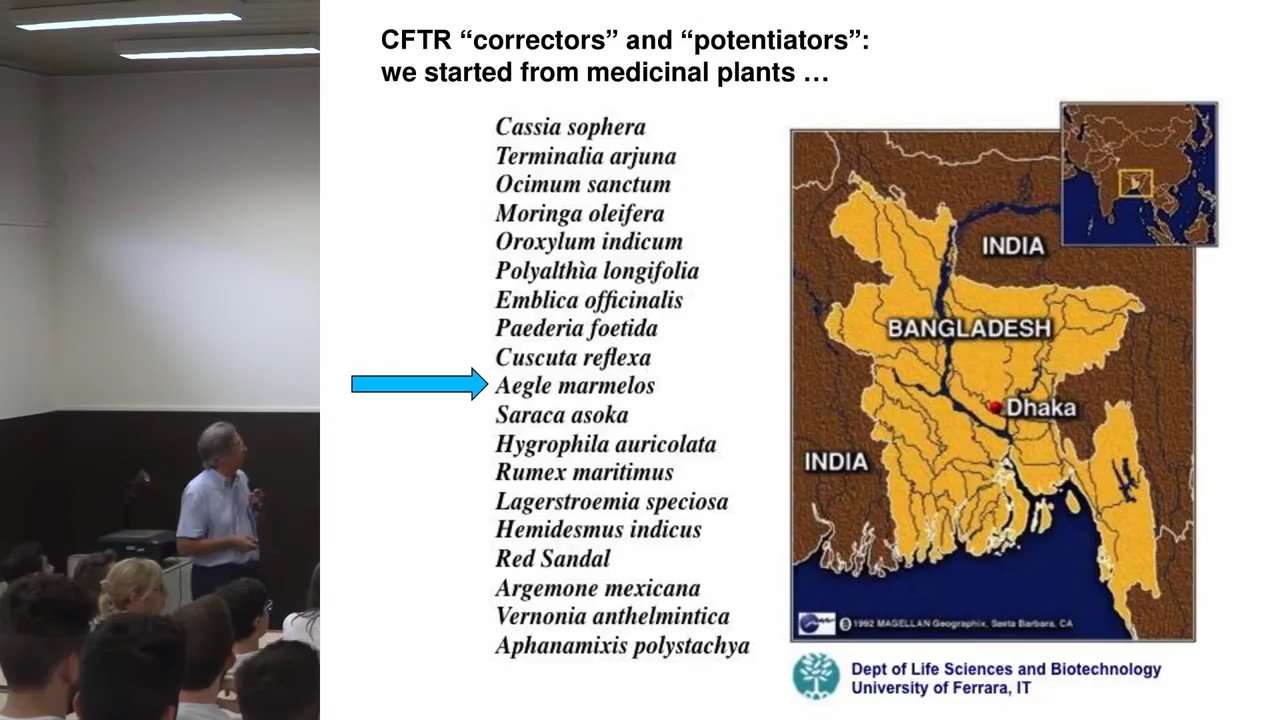 CFTR “correctors” and “potentiators”:
we started from medicinal plants …
Cassia sophera
Terminalia arjuna
Ocimum sanctum
Moringa oleifera
Oroxylum indicum
Polyalthìa longifolia
Emblica officinalis
Paederia foetida
Cuscuta reflexa
Aegle marmelos
Saraca asoka
Hygrophila auricolata
Rumex maritimus
Lagerstroemia speciosa
Hemidesmus indicus
Red Sandal
Argemone mexicana
Vernonia anthelmintica
Aphanamixis polystachya
INDIA
BANGLADESH
Dhaka
INDIA
1992 MAGELLAN Geographix, Santa Barbara, CA
Dept of Life Sciences and Biotechnology
University of Ferrara, IT